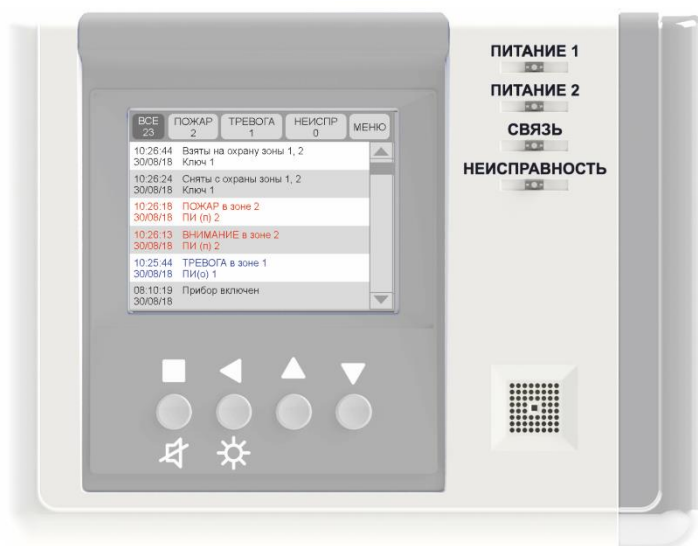 ПИТАНИЕ 1
ПИТАНИЕ 2
СВЯЗЬ
НЕИСПРАВНОСТЬ
ВСЕ 23
ПОЖАР 2
ТРЕВОГА 1
НЕИСПР 0
МЕНЮ
10:26:44 Взяты на охрану зоны 1, 2
30/08/18 Ключ 1
10:26:24 Сняты с охраны зоны 1, 2
30/08/18 Ключ 1
10:26:18 ПОЖАР в зоне 2
30/08/18 ПИ (п) 2
10:26:13 ВНИМАНИЕ в зоне 2
30/08/18 ПИ (п) 2
10:25:44 ТРЕВОГА в зоне 1
30/08/18 ПИ(о) 1
08:10:19 Прибор включен
30/08/18